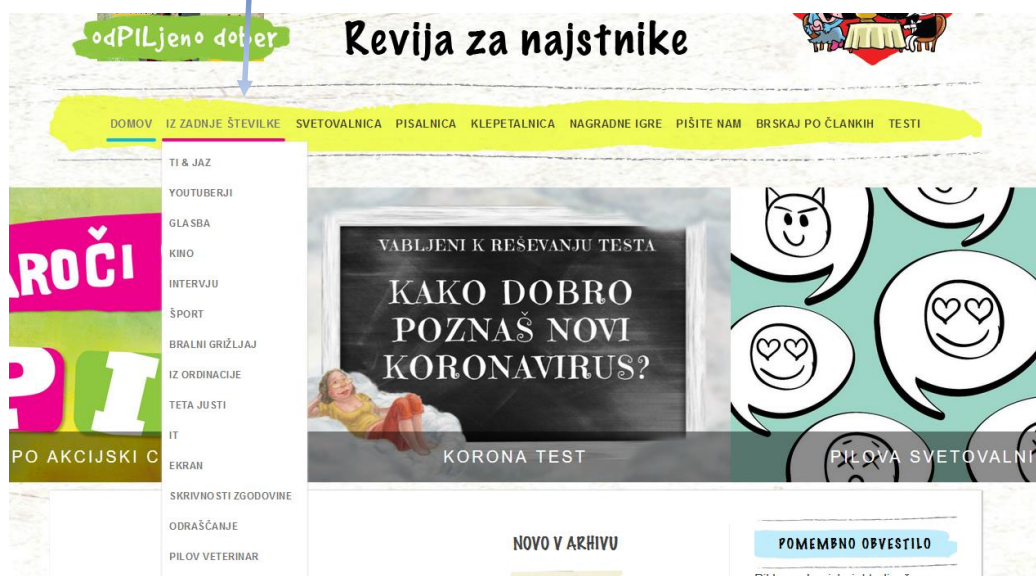 odPILjeno dober
Revija za najstnike
DOMOV IZ ZADNJE ŠTEVILKE SVETOVALNICA PISALNICA KLEPETALNICA NAGRADNE IGRE PIŠITE NAM BRSKAJ PO ČLANKIH TESTI
TI & JAZ
YOUTUBERJI
GLASBA
KINO
INTERVJU
ŠPORT
BRALNI GRIŽLJAJ
IZ ORDINACIJE
TETA JUSTI
IT
EKRAN
SKRIVNOSTI ZGODOVINE
ODRAŠČANJE
PILOV VETERINAR
ROČI
PI
PO AKCIJSKI C
VABLJENI K REŠEVANJU TESTA
KAKO DOBRO
POZNAŠ NOVI
KORONAVIRUS?
KORONA TEST
PILOVA SVETOVALNI
NOVO V ARHIVU
POMEMBNO OBVESTILO